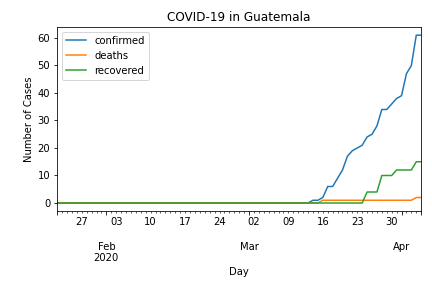 COVID-19 in Guatemala
confirmed
deaths
recovered
Number of Cases
60
50
40
30
20
10
0
27 03 10 17 24 02 09 16 23 30
Feb Mar Apr
2020
Day